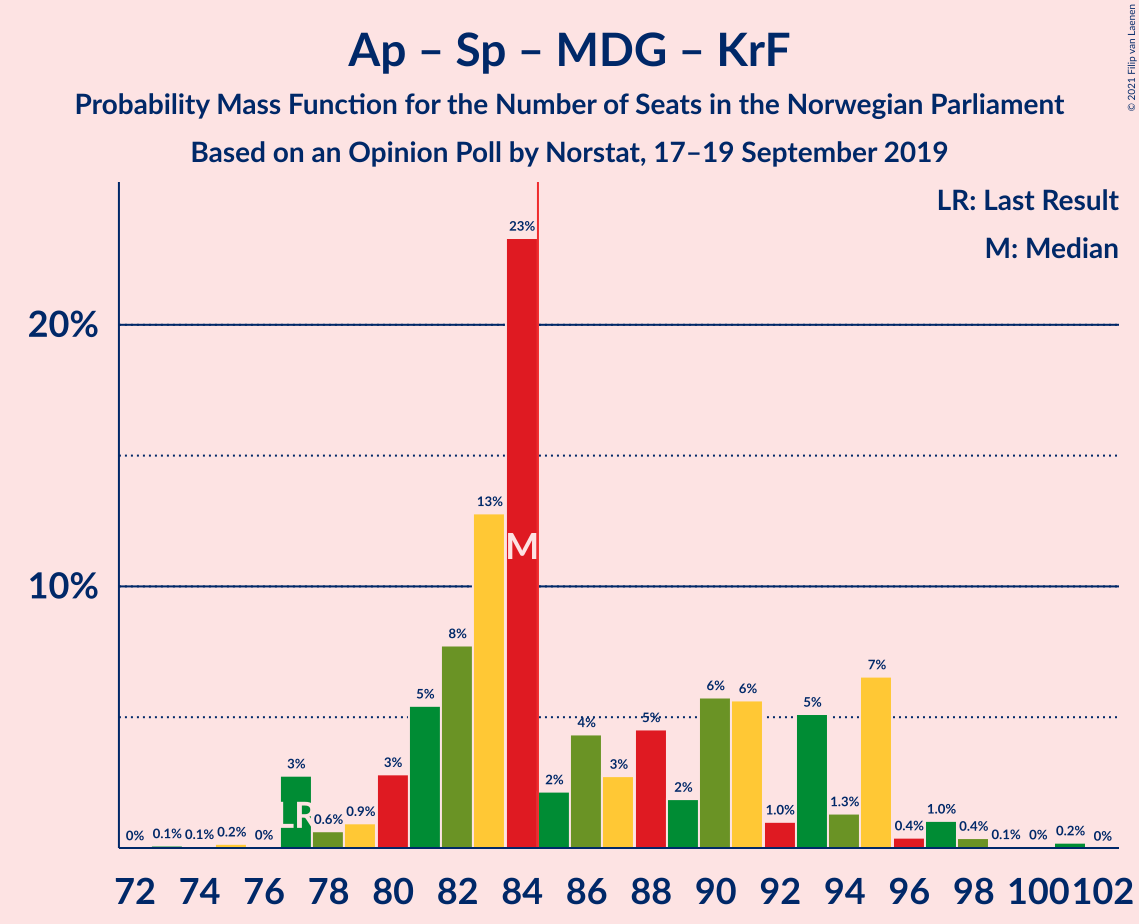 Ap – Sp – MDG – KrF
Probability Mass Function for the Number of Seats in the Norwegian Parliament
Based on an Opinion Poll by Norstat, 17–19 September 2019
© 2021 Filip van Laenen
LR: Last Result
M: Median
20%
10%
0% 0.1% 0.1% 0.2% 0% 3% 0.6% 0.9% 3% 5% 8% 13% 23% 2% 4% 3% 5% 2% 6% 6% 1.0% 5% 1.3% 7% 0.4% 1.0% 0.4% 0.1% 0% 0.2% 0%
LR
M
72 74 76 78 80 82 84 86 88 90 92 94 96 98 100 102